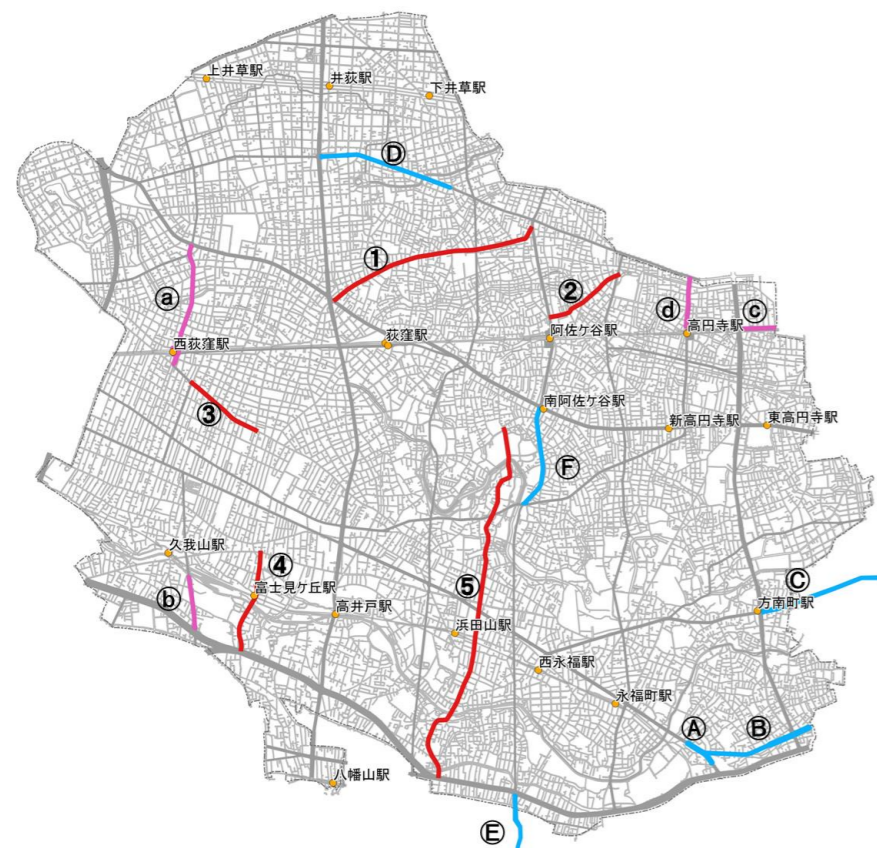 上井草駅
井荻駅
下井草駅
Ⓓ
①
②
ⓐ
ⓓ
ⓒ
西荻窪駅
荻窪駅
阿佐ケ谷駅
高円寺駅
③
南阿佐ケ谷駅
新高円寺駅
東高円寺駅
Ⓕ
久我山駅
④
ⓑ
富士見ケ丘駅
高井戸駅
⑤
Ⓒ
方南町駅
浜田山駅
西永福駅
永福町駅
Ⓐ
Ⓑ
八幡山駅
Ⓔ